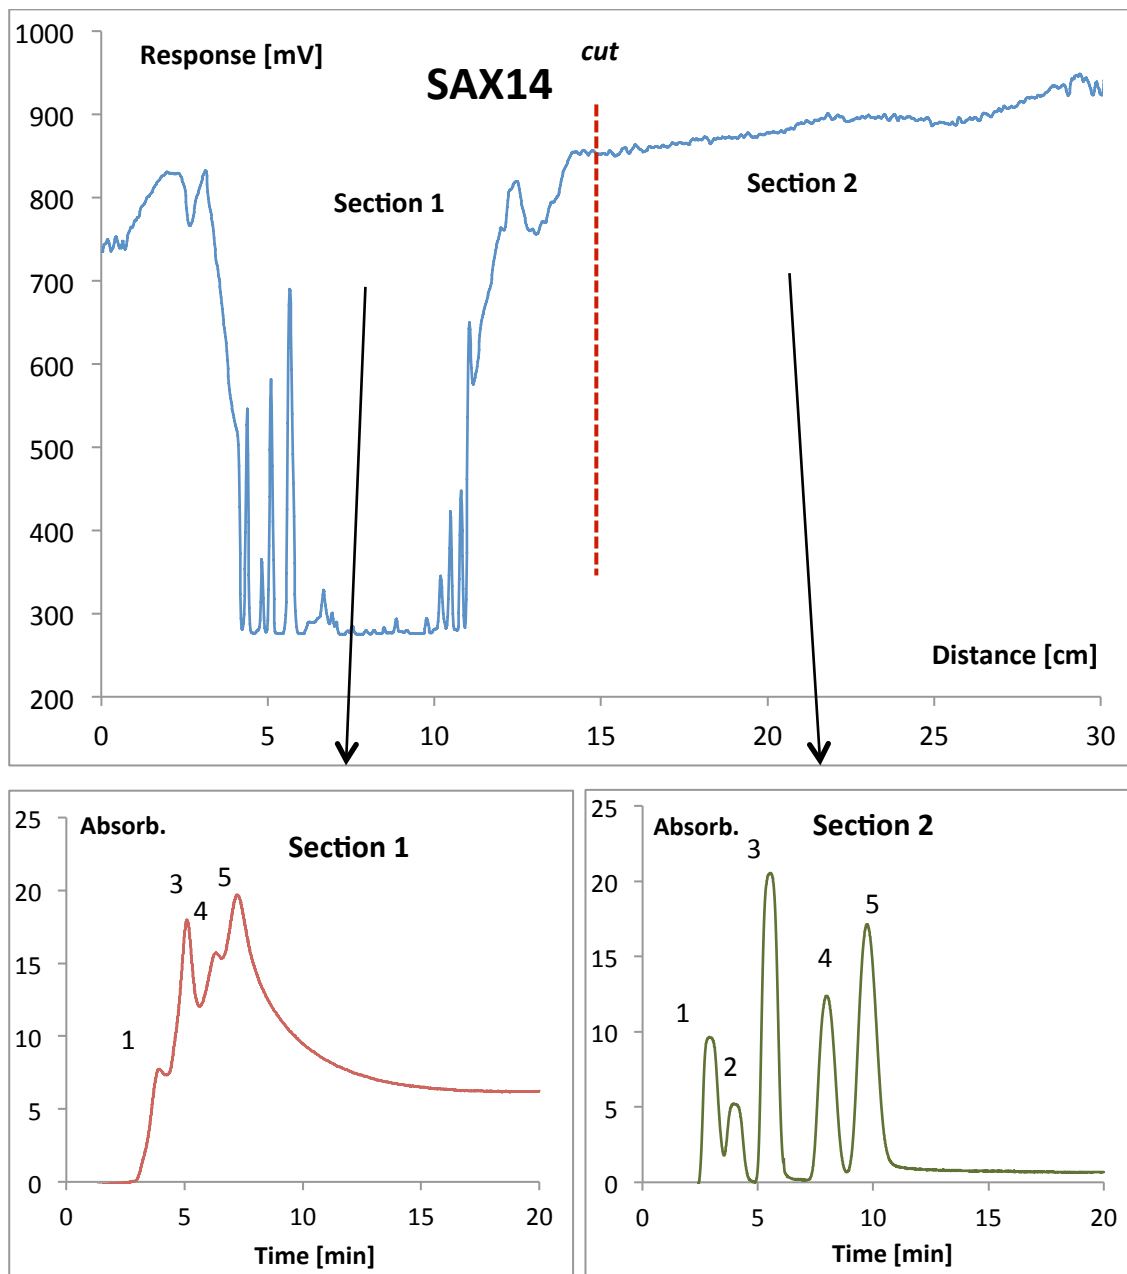 1000
Response [mV]
cut
SAX14
900
800
Section 1
Section 2
700
600
500
400
300
Distance [cm]
200
0 5 10 15 20 25 30
25
Absorb.
Section 1
20
3
5
4
15
10
1
5
0
0 5 10 15 20
Time [min]
25
Absorb.
Section 2
3
20
5
15
4
10
1
2
5
0
0 5 10 15 20
Time [min]